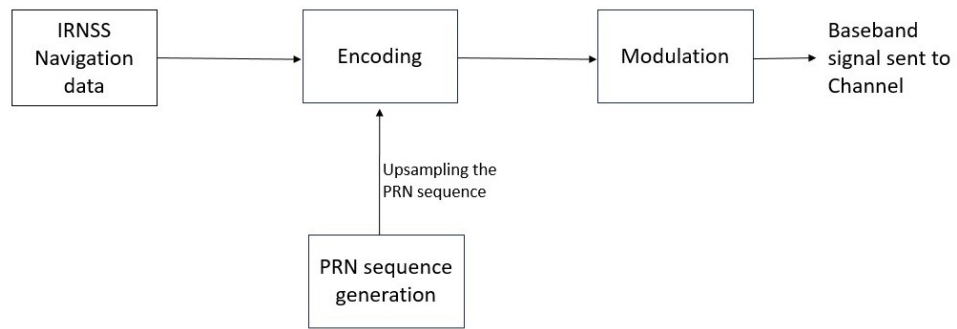 IRNSS
Navigation
data
Encoding
Modulation
Baseband
signal sent to
Channel
Upsampling the
PRN sequence
PRN sequence
generation